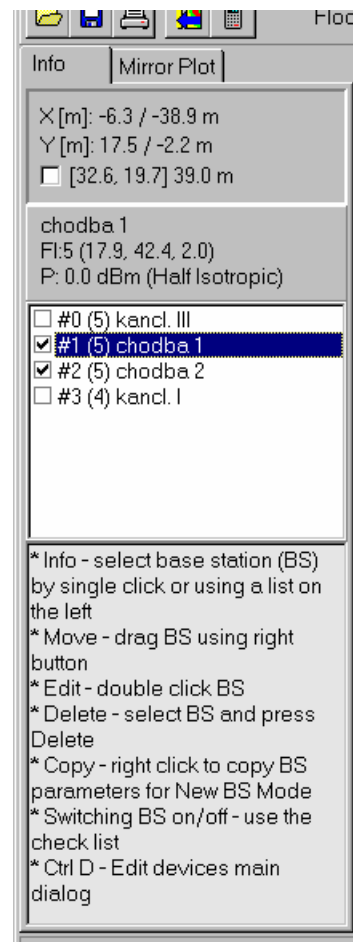 Floo
Info
Mirror Plot
X [m]: -6.3 / -38.9 m
Y [m]: 17.5 / -2.2 m
[32.6, 19.7] 39.0 m
chodba 1
Fl:5 (17.9, 42.4, 2.0)
P: 0.0 dBm (Half Isotropic)
#0 (5) kancl. III
#1 (5) chodba 1
#2 (5) chodba 2
#3 (4) kancl. I
* Info - select base station (BS)
by single click or using a list on
the left
* Move - drag BS using right
button
* Edit - double click BS
* Delete - select BS and press
Delete
* Copy - right click to copy BS
parameters for New BS Mode
* Switching BS on/off - use the
check list
* Ctrl D - Edit devices main
dialog